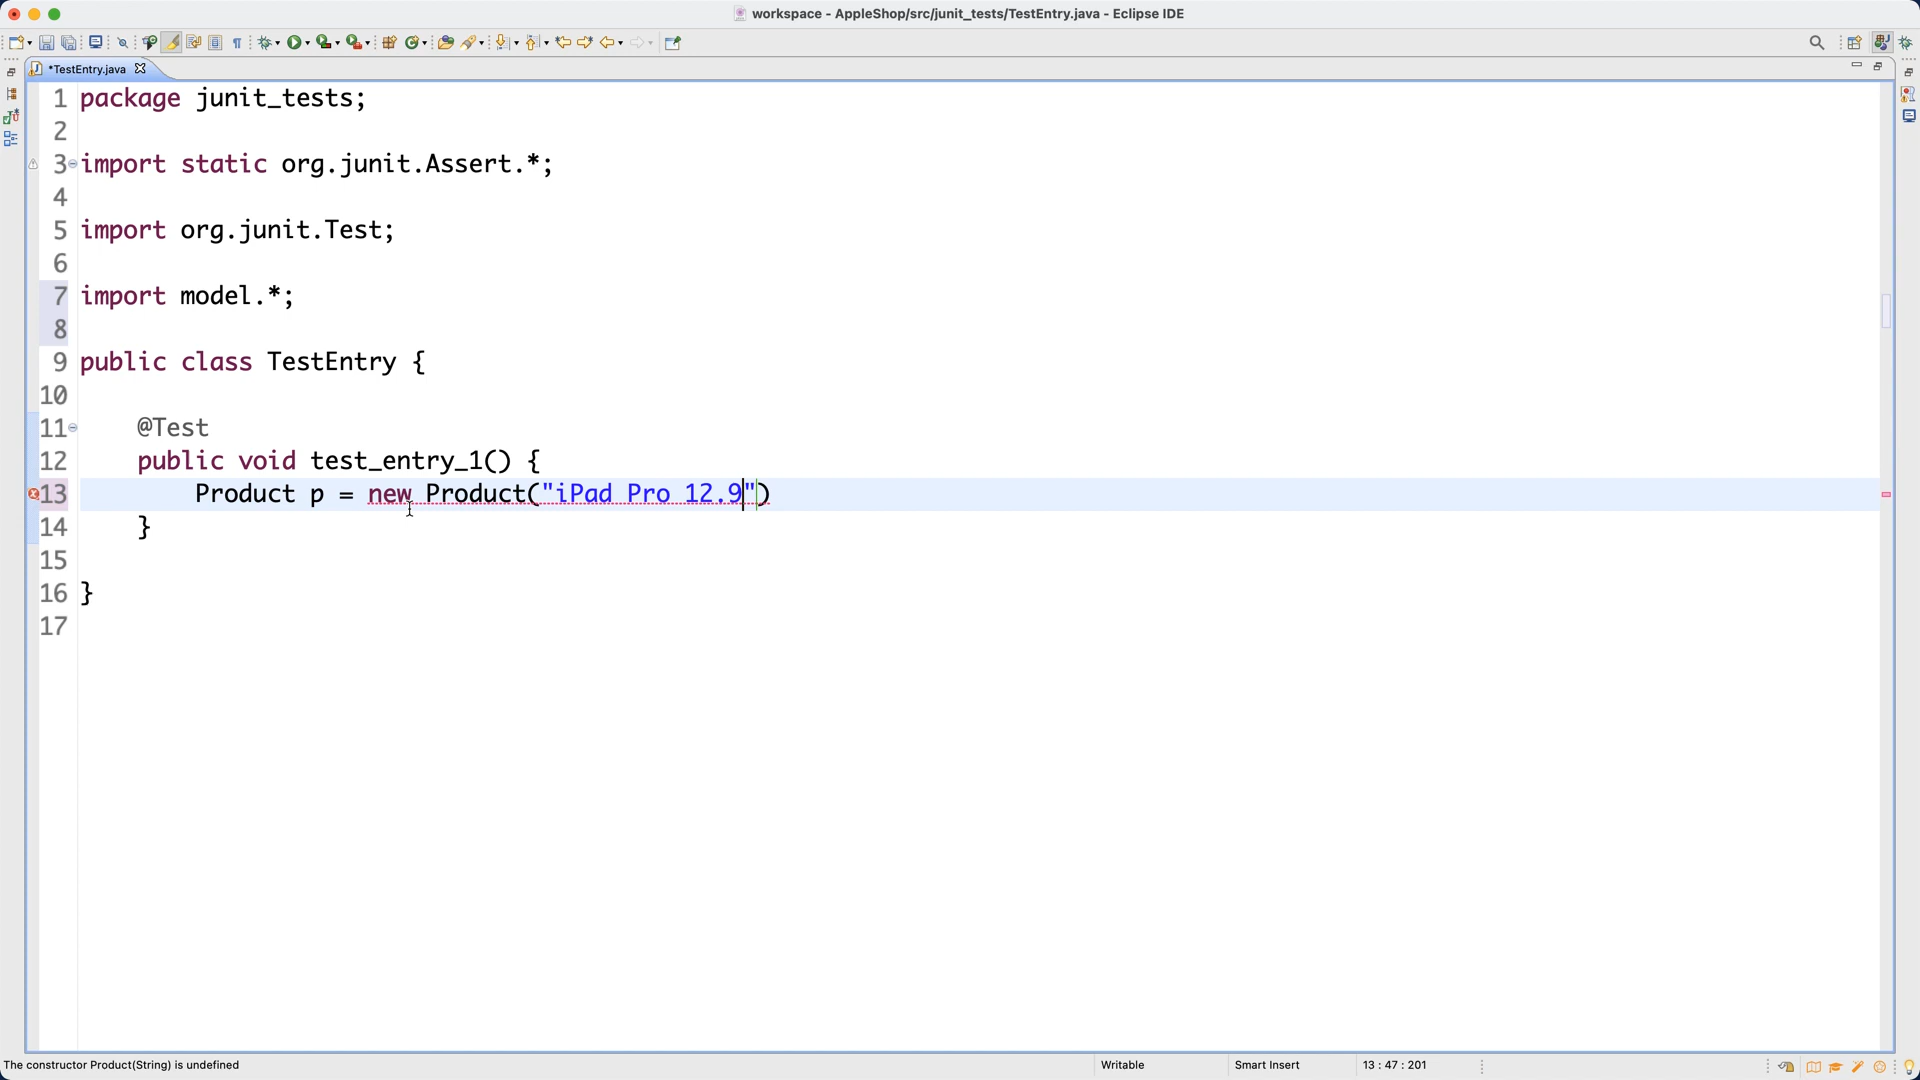 workspace - AppleShop/src/junit_tests/TestEntry.java - Eclipse IDE
*TestEntry.java
1 package junit_tests;
2
3 import static org.junit.Assert.*;
4
5 import org.junit.Test;
6
7 import model.*;
8
9 public class TestEntry {
10
11 @Test
12 public void test_entry_1() {
13 Product p = new Product("iPad Pro 12.9")
14 }
15
16 }
17
The constructor Product(String) is undefined
Writable
Smart Insert
13 : 47 : 201